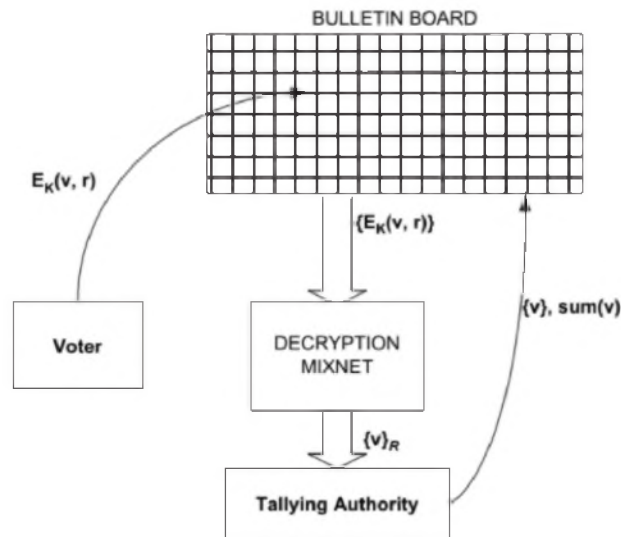 BULLETIN BOARD
E_K(v, r)
{E_K(v, r)}
Voter
DECRYPTION
MIXNET
{v}, sum(v)
{v}_R
Tallying Authority